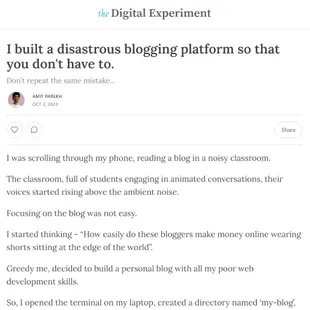 the Digital Experiment
I built a disastrous blogging platform so that
you don't have to.
Don't repeat the same mistake...
AMIT PAREKH
OCT 2, 2023
Share
I was scrolling through my phone, reading a blog in a noisy classroom.
The classroom, full of students engaging in animated conversations, their
voices started rising above the ambient noise.
Focusing on the blog was not easy.
I started thinking – “How easily do these bloggers make money online wearing
shorts sitting at the edge of the world”.
Greedy me, decided to build a personal blog with all my poor web
development skills.
So, I opened the terminal on my laptop, created a directory named ‘my-blog’,